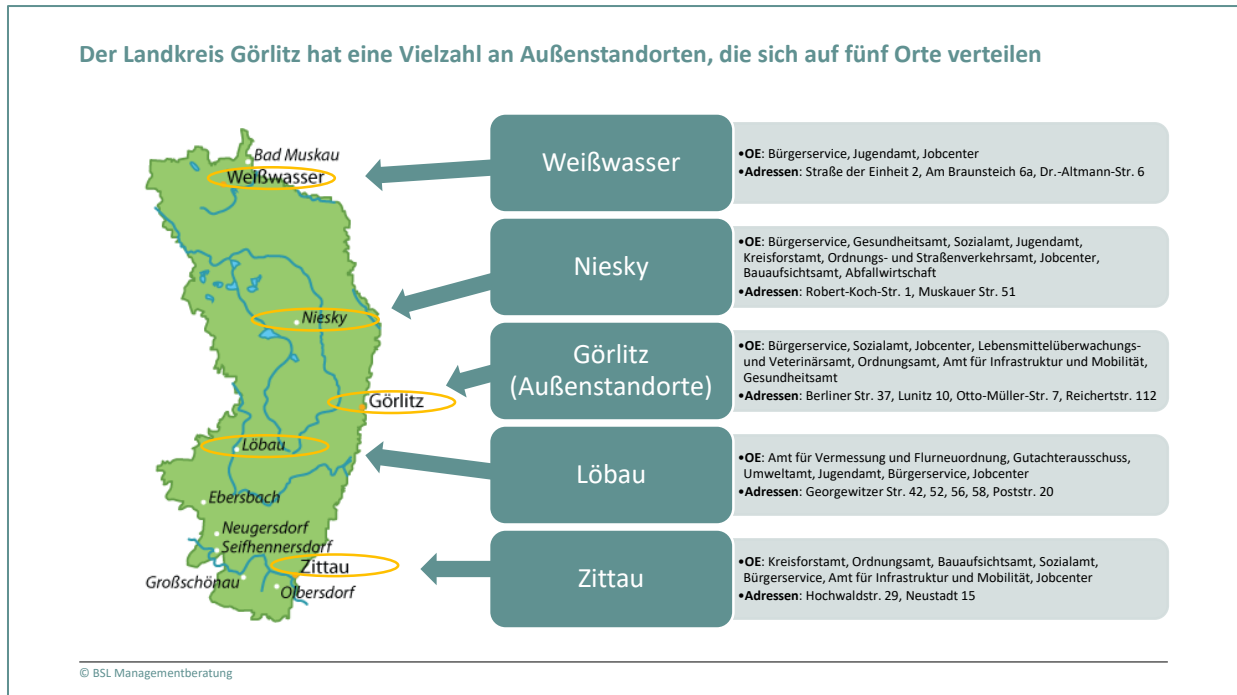 Der Landkreis Görlitz hat eine Vielzahl an Außenstandorten, die sich auf fünf Orte verteilen
Bad Muskau
Weißwasser
Niesky
Görlitz
Löbau
Ebersbach
Neugersdorf
Seifhennersdorf
Zittau
Großschönau
Olbersdorf
Weißwasser
•OE: Bürgerservice, Jugendamt, Jobcenter
•Adressen: Straße der Einheit 2, Am Braunsteich 6a, Dr.-Altmann-Str. 6
Niesky
•OE: Bürgerservice, Gesundheitsamt, Sozialamt, Jugendamt,
Kreisforstamt, Ordnungs- und Straßenverkehrsamt, Jobcenter,
Bauaufsichtsamt, Abfallwirtschaft
•Adressen: Robert-Koch-Str. 1, Muskauer Str. 51
Görlitz
(Außenstandorte)
•OE: Bürgerservice, Sozialamt, Jobcenter, Lebensmittelüberwachungs-
und Veterinärsamt, Ordnungsamt, Amt für Infrastruktur und Mobilität,
Gesundheitsamt
•Adressen: Berliner Str. 37, Lunitz 10, Otto-Müller-Str. 7, Reichertstr. 112
Löbau
•OE: Amt für Vermessung und Flurneuordnung, Gutachterausschuss,
Umweltamt, Jugendamt, Bürgerservice, Jobcenter
•Adressen: Georgewitzer Str. 42, 52, 56, 58, Poststr. 20
Zittau
•OE: Kreisforstamt, Ordnungsamt, Bauaufsichtsamt, Sozialamt,
Bürgerservice, Amt für Infrastruktur und Mobilität, Jobcenter
•Adressen: Hochwaldstr. 29, Neustadt 15
© BSL Managementberatung